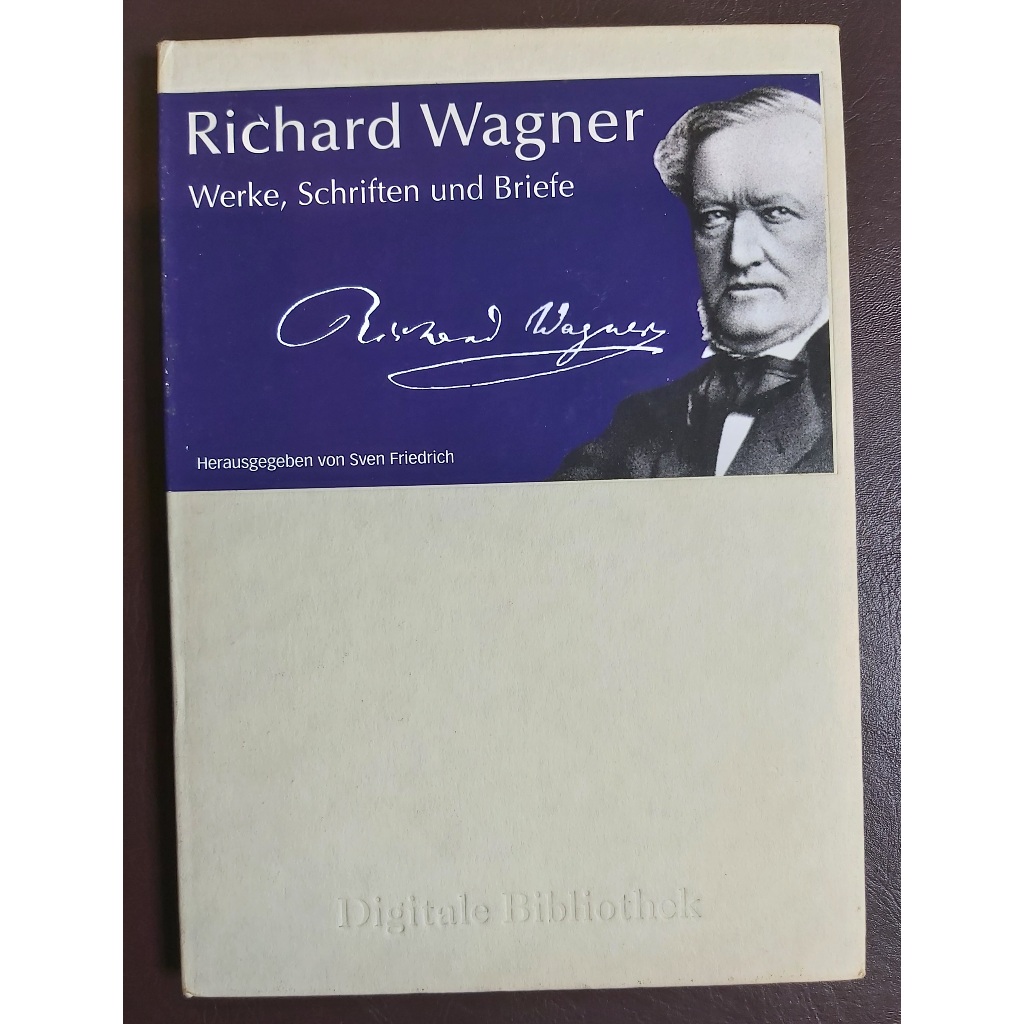 Richard Wagner
Werke, Schriften und Briefe
Richard Wagner
Herausgegeben von Sven Friedrich
Digitale Bibliothek